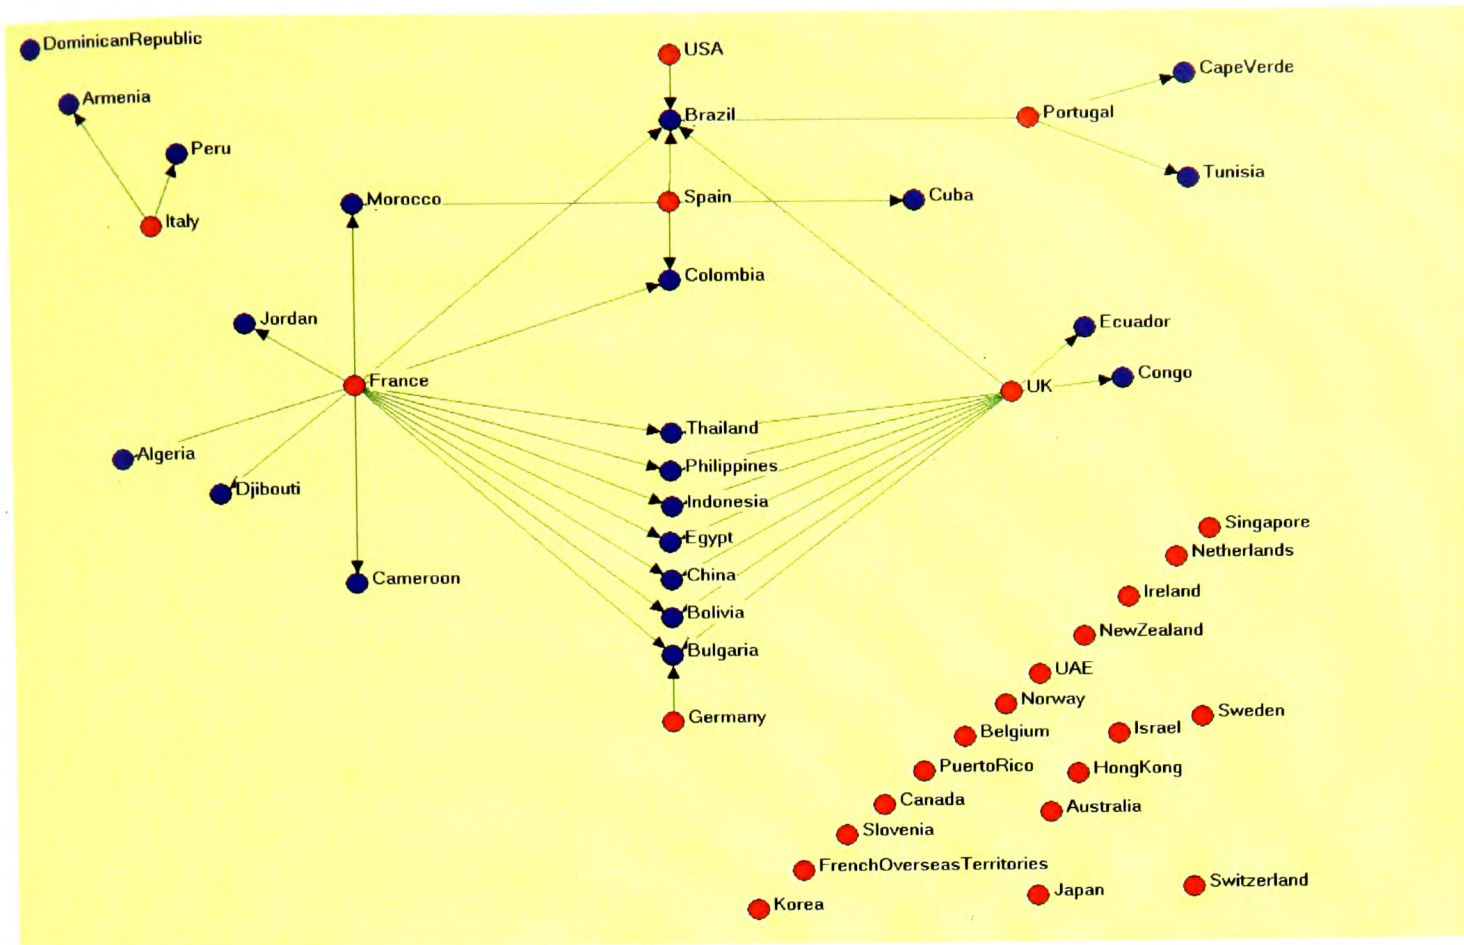 DominicanRepublic
USA
CapeVerde
Armenia
Brazil
Portugal
Peru
Tunisia
Morocco
Spain
Cuba
Italy
Colombia
Jordan
Ecuador
France
UK
Congo
Thailand
Algeria
Philippines
Djibouti
Indonesia
Egypt
Singapore
Netherlands
China
Cameroon
Ireland
Bolivia
NewZealand
Bulgaria
UAE
Norway
Germany
Sweden
Belgium
Israel
PuertoRico
HongKong
Canada
Australia
Slovenia
FrenchOverseasTerritories
Switzerland
Japan
Korea